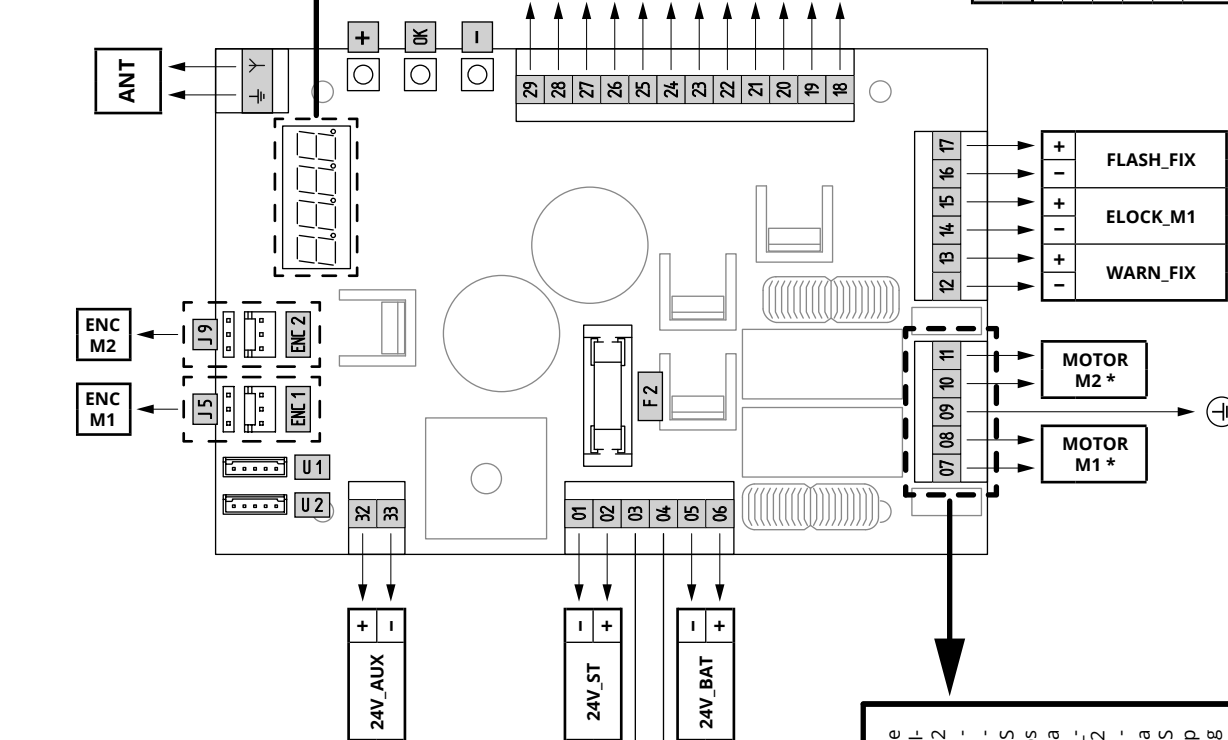 +
OK
−
ANT
29
28
27
26
25
24
23
22
21
20
19
18
17
16
15
14
13
12
+
−
FLASH_FIX
+
−
ELOCK_M1
+
−
WARN_FIX
ENC
M2
J9
ENC 2
ENC
M1
J5
ENC 1
U1
U2
F2
11
10
09
08
07
MOTOR
M2 *
MOTOR
M1 *
32
33
01
02
03
04
05
06
+
−
24V_AUX
−
+
24V_ST
−
+
24V_BAT